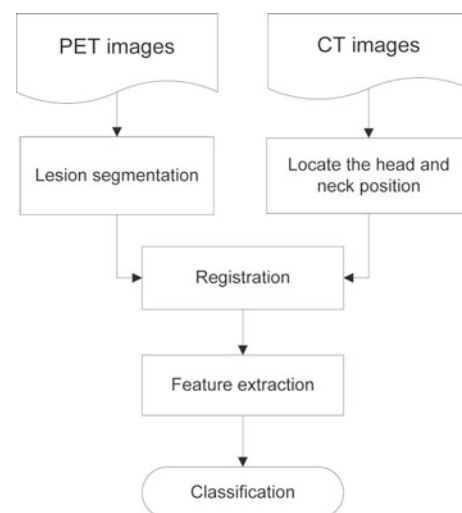 PET images
CT images
Lesion segmentation
Locate the head and
neck position
Registration
Feature extraction
Classification